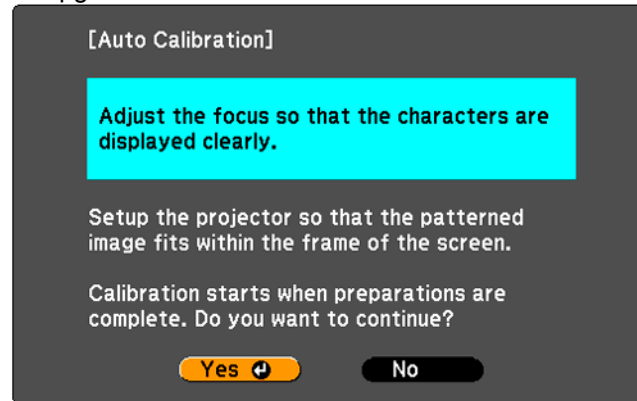 [Auto Calibration]
Adjust the focus so that the characters are
displayed clearly.
Setup the projector so that the patterned
image fits within the frame of the screen.
Calibration starts when preparations are
complete. Do you want to continue?
Yes No